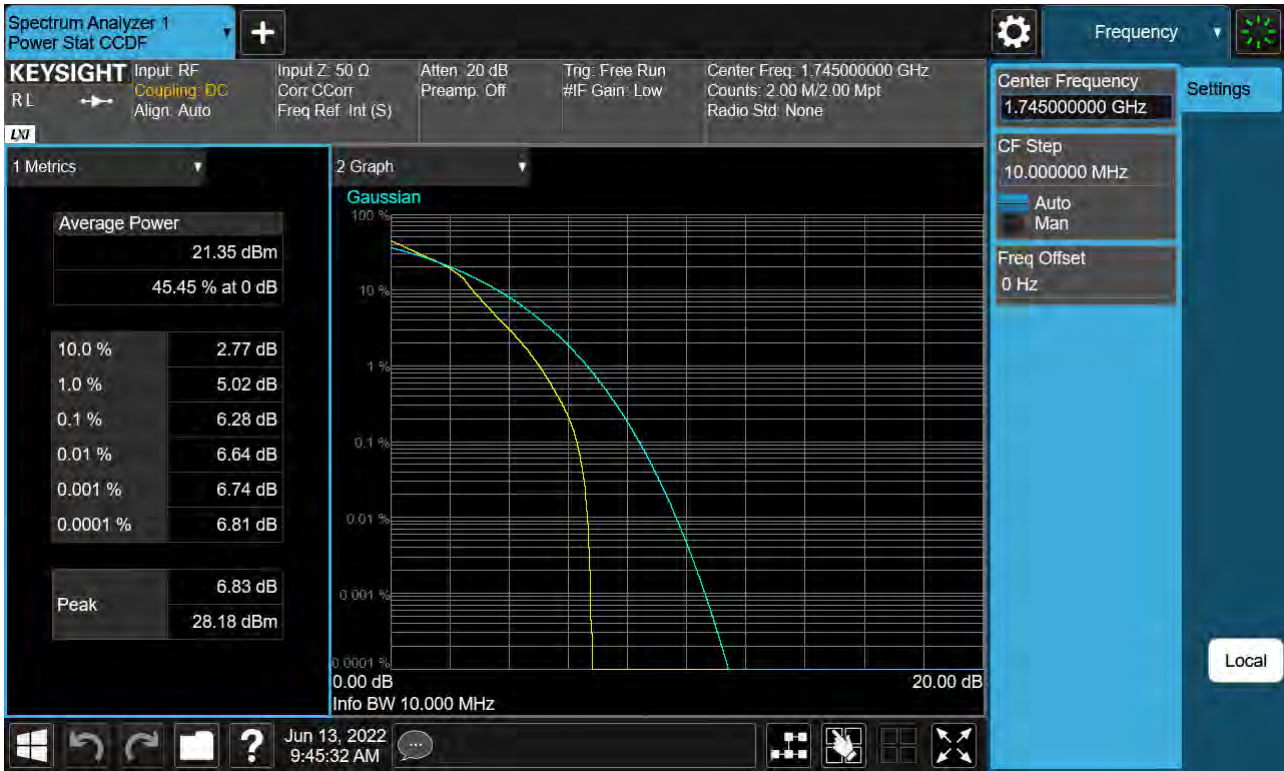 Spectrum Analyzer 1
Power Stat CCDF
+
Frequency
KEYSIGHT
RL
LXI
Input: RF
Coupling: DC
Align: Auto
Input Z: 50 Ω
Corr CCorr
Freq Ref: Int (S)
Atten: 20 dB
Preamp: Off
Trig: Free Run
#IF Gain: Low
Center Freq: 1.745000000 GHz
Counts: 2.00 M/2.00 Mpt
Radio Std: None
Center Frequency
1.745000000 GHz
Settings
CF Step
10.000000 MHz
Auto
Man
Freq Offset
0 Hz
1 Metrics
Average Power
21.35 dBm
45.45 % at 0 dB
10.0 % 2.77 dB
1.0 % 5.02 dB
0.1 % 6.28 dB
0.01 % 6.64 dB
0.001 % 6.74 dB
0.0001 % 6.81 dB
Peak
6.83 dB
28.18 dBm
2 Graph
Gaussian
100 %
10 %
1 %
0.1 %
0.01 %
0.001 %
0.0001 %
0.00 dB 20.00 dB
Info BW 10.000 MHz
Local
?
Jun 13, 2022
9:45:32 AM